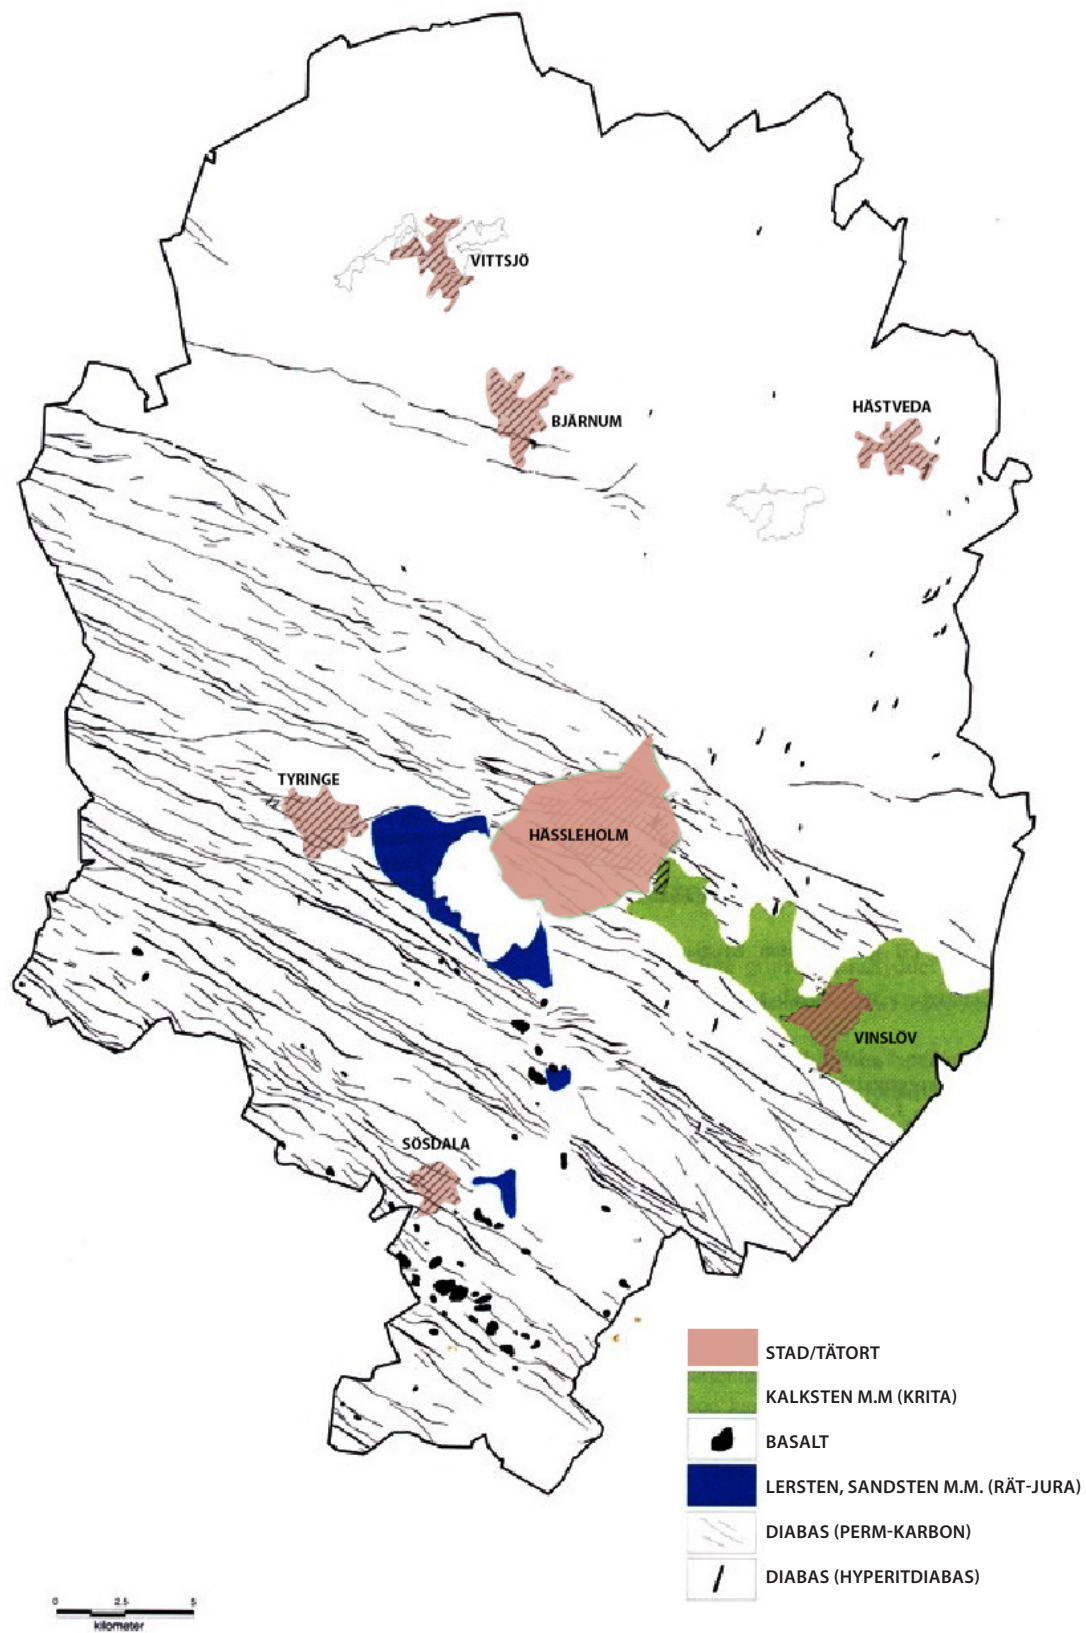 VITTSJÖ
BJÄRNUM
HÄSTVEDA
TYRINGE
HÄSSLEHOLM
VINSLÖV
SÖSDALA
STAD/TÄTORT
KALKSTEN M.M (KRITA)
BASALT
LERSTEN, SANDSTEN M.M. (RÄT-JURA)
DIABAS (PERM-KARBON)
DIABAS (HYPERITDIABAS)
0 2.5 5
kilometer